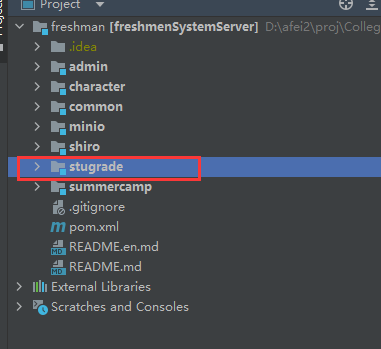 Project
freshman [freshmenSystemServer] D:\afei2\proj\Colleg
.idea
admin
character
common
minio
shiro
stugrade
summercamp
.gitignore
pom.xml
README.en.md
README.md
External Libraries
Scratches and Consoles